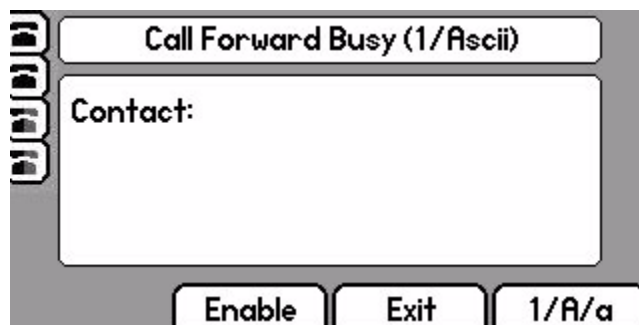 Call Forward Busy (1/Ascii)
Contact:
Enable Exit 1/A/a